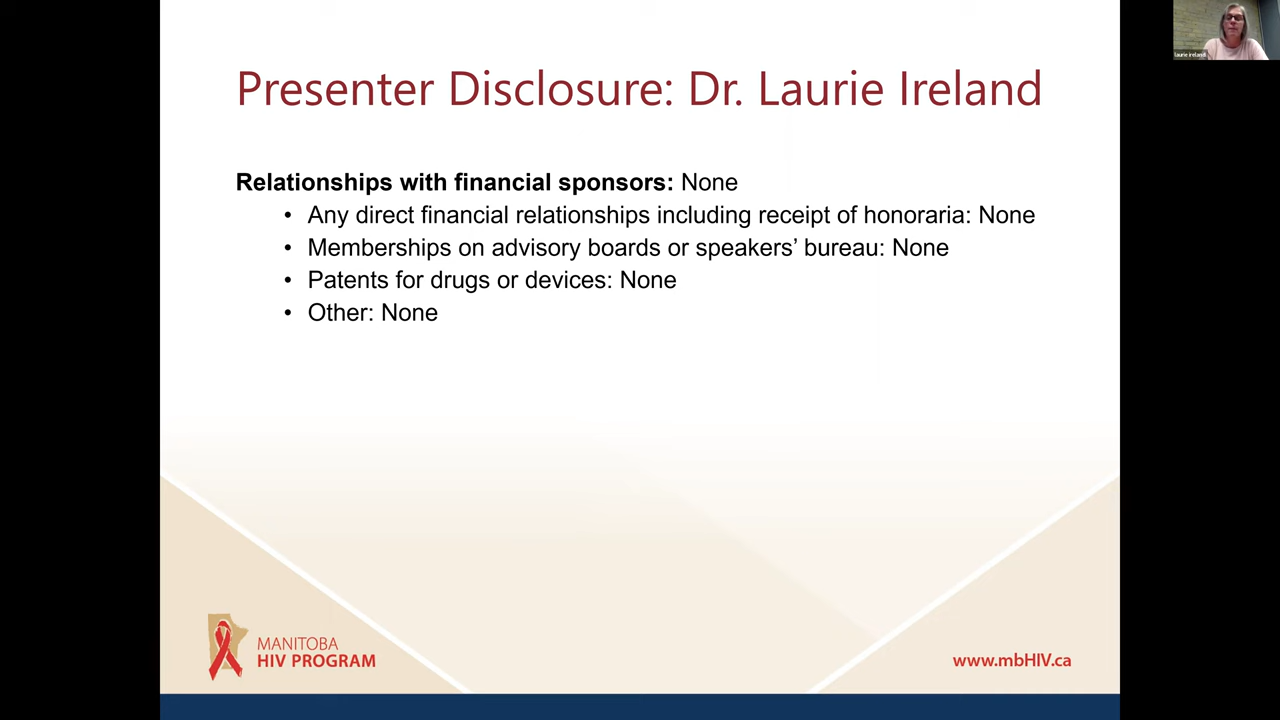 Presenter Disclosure: Dr. Laurie Ireland
laurie ireland
Relationships with financial sponsors: None
• Any direct financial relationships including receipt of honoraria: None
• Memberships on advisory boards or speakers’ bureau: None
• Patents for drugs or devices: None
• Other: None
MANITOBA
HIV PROGRAM
www.mbHIV.ca